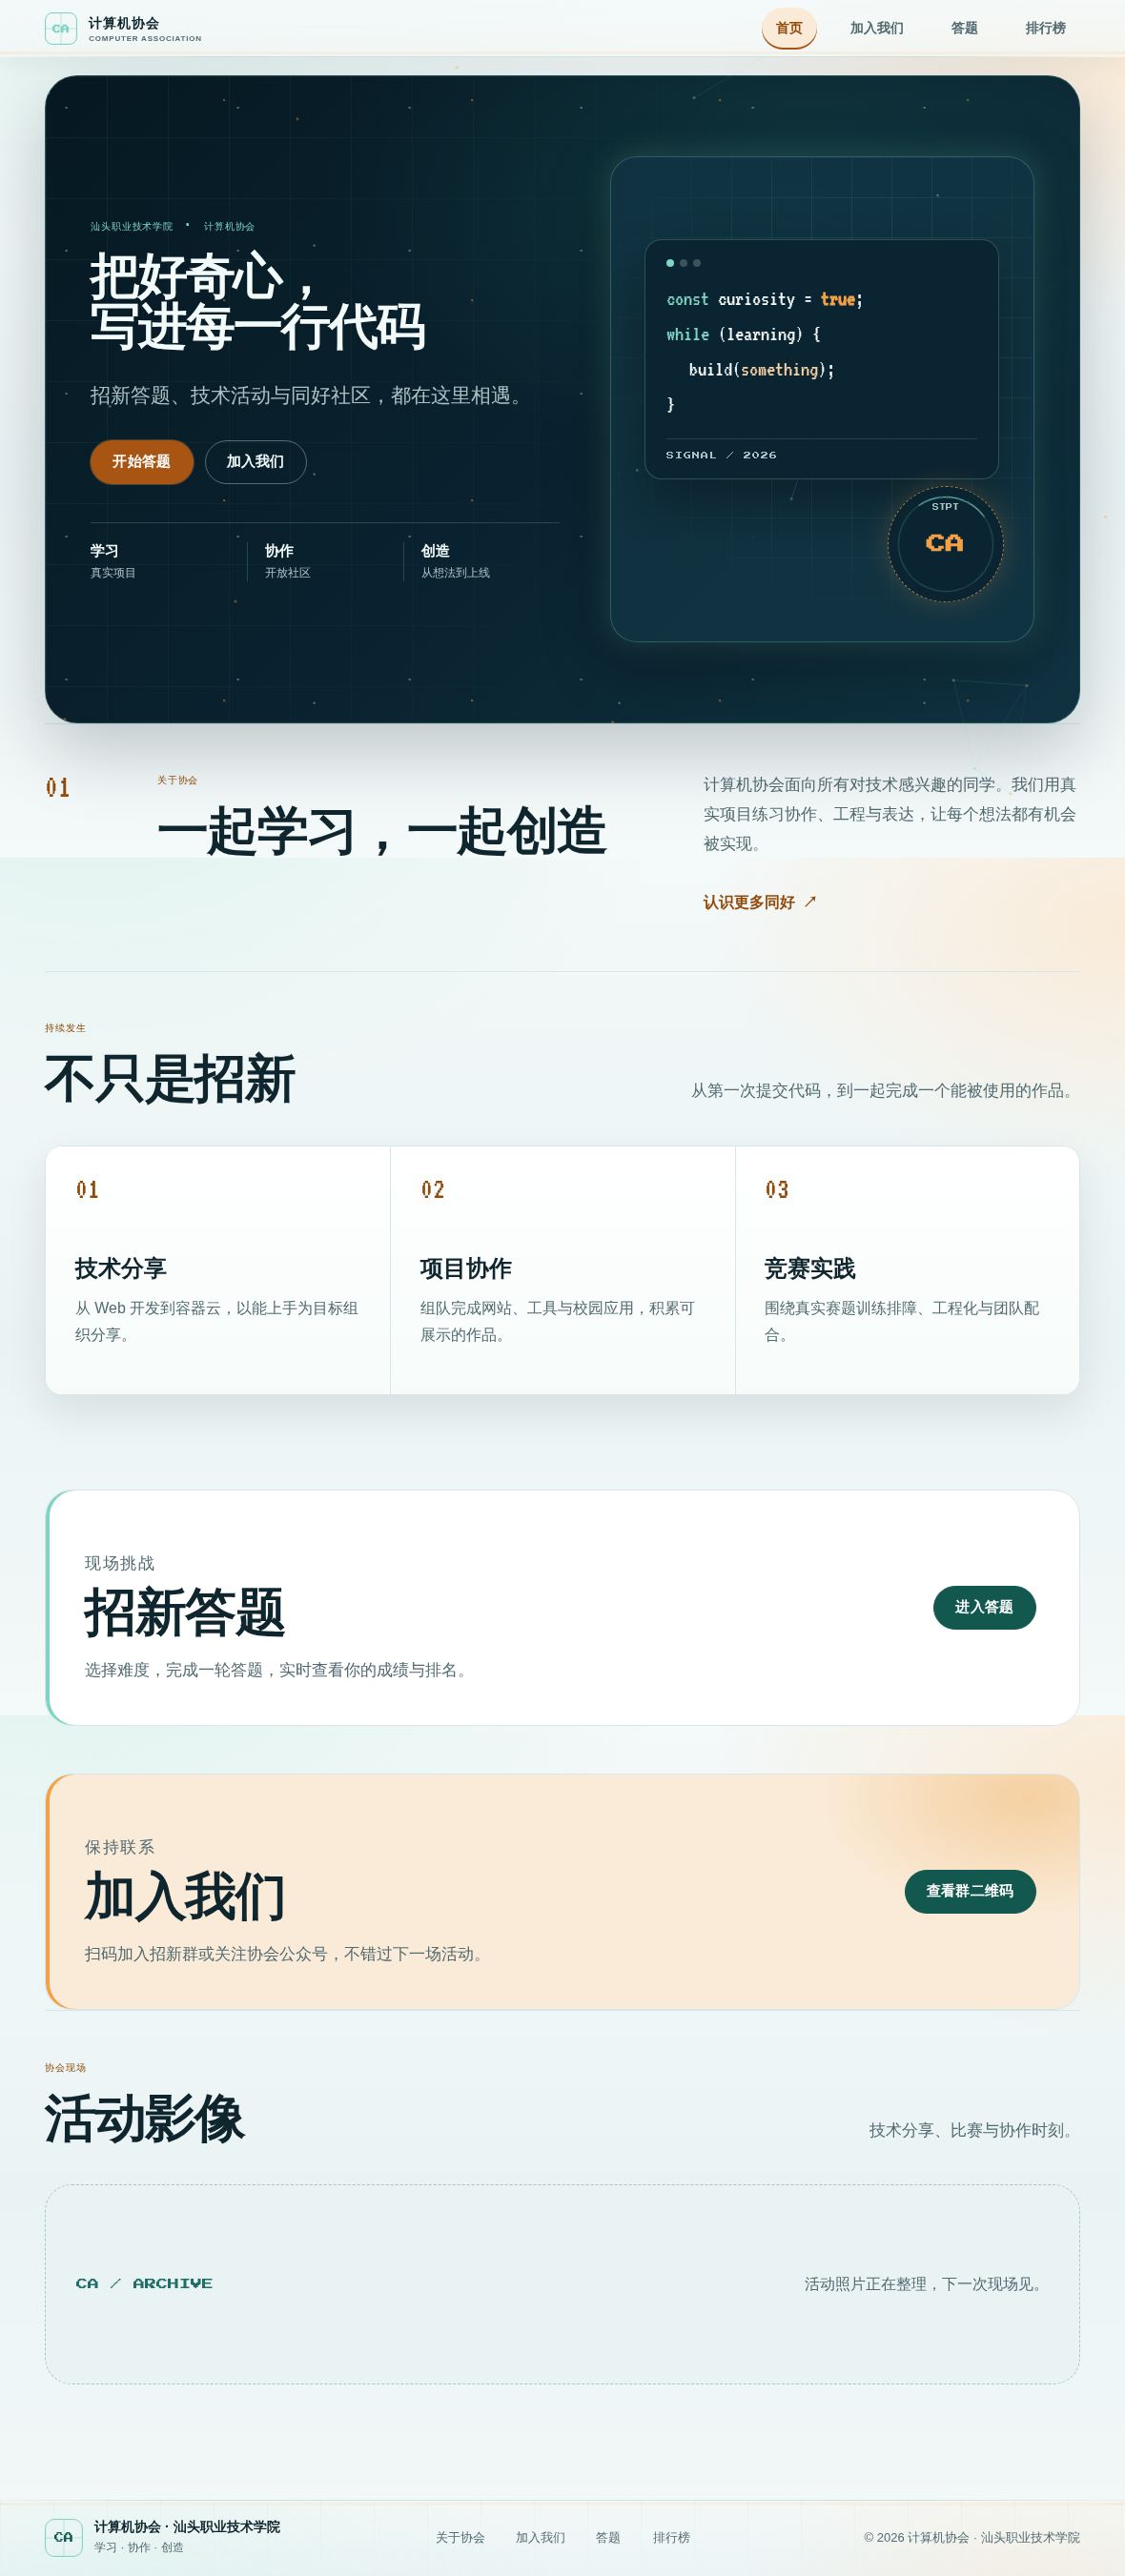 CA
计算机协会
COMPUTER ASSOCIATION
首页
加入我们
答题
排行榜
汕头职业技术学院 · 计算机协会
把好奇心，
写进每一行代码
招新答题、技术活动与同好社区，都在这里相遇。
开始答题
加入我们
学习
真实项目
协作
开放社区
创造
从想法到上线
const curiosity = true;
while (learning) {
build(something);
}
SIGNAL / 2026
STPT
CA
01
关于协会
一起学习，一起创造
计算机协会面向所有对技术感兴趣的同学。我们用真
实项目练习协作、工程与表达，让每个想法都有机会
被实现。
认识更多同好 ↗
持续发生
不只是招新
从第一次提交代码，到一起完成一个能被使用的作品。
01
技术分享
从 Web 开发到容器云，以能上手为目标组
织分享。
02
项目协作
组队完成网站、工具与校园应用，积累可
展示的作品。
03
竞赛实践
围绕真实赛题训练排障、工程化与团队配
合。
现场挑战
招新答题
选择难度，完成一轮答题，实时查看你的成绩与排名。
进入答题
保持联系
加入我们
扫码加入招新群或关注协会公众号，不错过下一场活动。
查看群二维码
协会现场
活动影像
技术分享、比赛与协作时刻。
CA / ARCHIVE
活动照片正在整理，下一次现场见。
CA
计算机协会 · 汕头职业技术学院
学习 · 协作 · 创造
关于协会
加入我们
答题
排行榜
© 2026 计算机协会 · 汕头职业技术学院